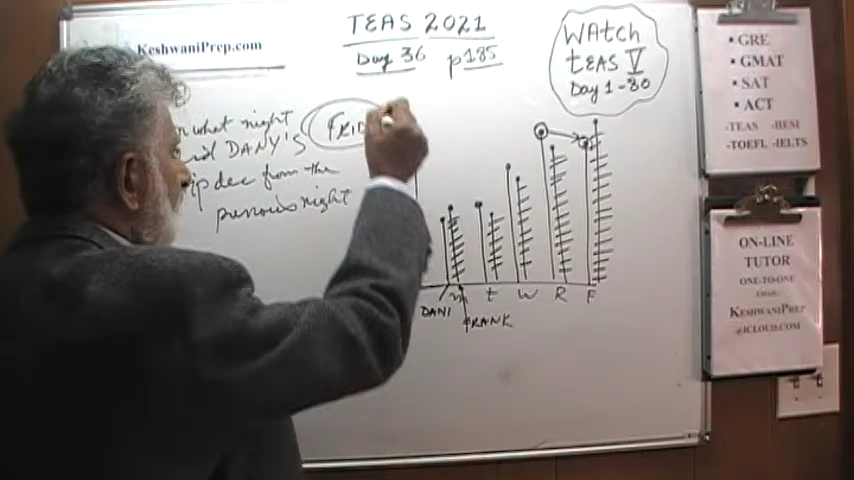 KeshwaniPrep.com
TEAS 2021
Day 36 p185
WAtch
tEAS V
Day 1-30
what night
DANY'S
FRID
dec from the
previous night
m t W R F
DANI
FRANK
• GRE
• GMAT
• SAT
• ACT
-TEAS -HESI
-TOEFL -IELTS
ON-LINE
TUTOR
ONE-TO-ONE
KESHWANIPREP
@ICLOUD.COM